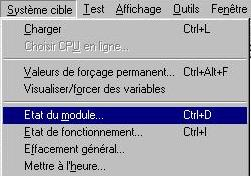 Système cible Test Affichage Outils Fenêtre
Charger Ctrl+L
Choisir CPU en ligne...
Valeurs de forçage permanent... Ctrl+Alt+F
Visualiser/forcer des variables
Etat du module... Ctrl+D
Etat de fonctionnement... Ctrl+I
Effacement général...
Mettre à l'heure...